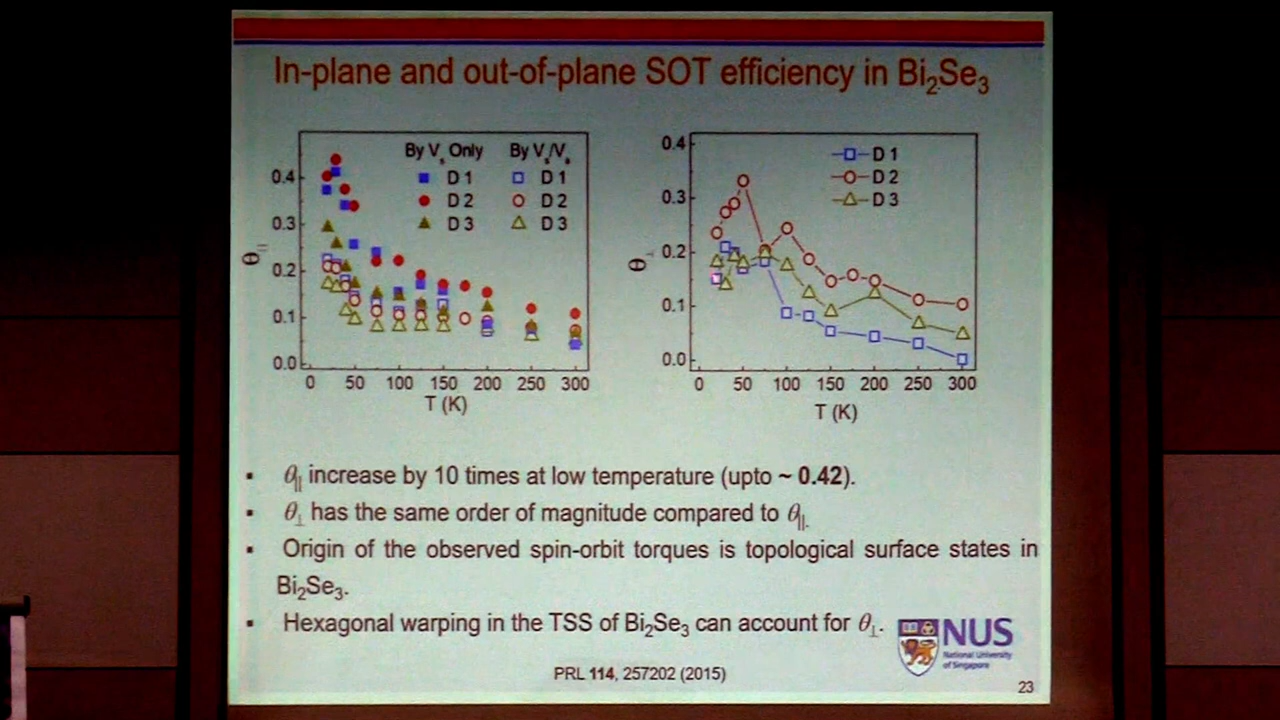 In-plane and out-of-plane SOT efficiency in Bi₂Se₃
By Vₛ Only By Vₛ/Vₐ
D 1 D 1
D 2 D 2
D 3 D 3
θ||
0.4
0.3
0.2
0.1
0.0
0 50 100 150 200 250 300
T (K)
D 1
D 2
D 3
θ⊥
0.4
0.3
0.2
0.1
0.0
0 50 100 150 200 250 300
T (K)
▪ θ|| increase by 10 times at low temperature (upto ~ 0.42).
▪ θ⊥ has the same order of magnitude compared to θ||.
▪ Origin of the observed spin-orbit torques is topological surface states in
Bi₂Se₃.
▪ Hexagonal warping in the TSS of Bi₂Se₃ can account for θ⊥.
NUS
National University
of Singapore
PRL 114, 257202 (2015)
23